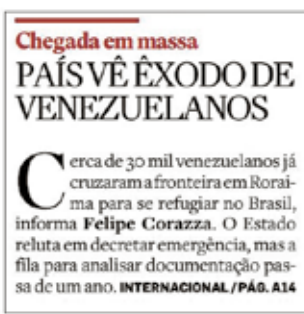 Chegada em massa
PAÍS VÊ ÊXODO DE
VENEZUELANOS
Cerca de 30 mil venezuelanos já
cruzaram a fronteira em Rorai-
ma para se refugiar no Brasil,
informa Felipe Corazza. O Estado
reluta em decretar emergência, mas a
fila para analisar documentação pas-
sa de um ano. INTERNACIONAL / PÁG. A14